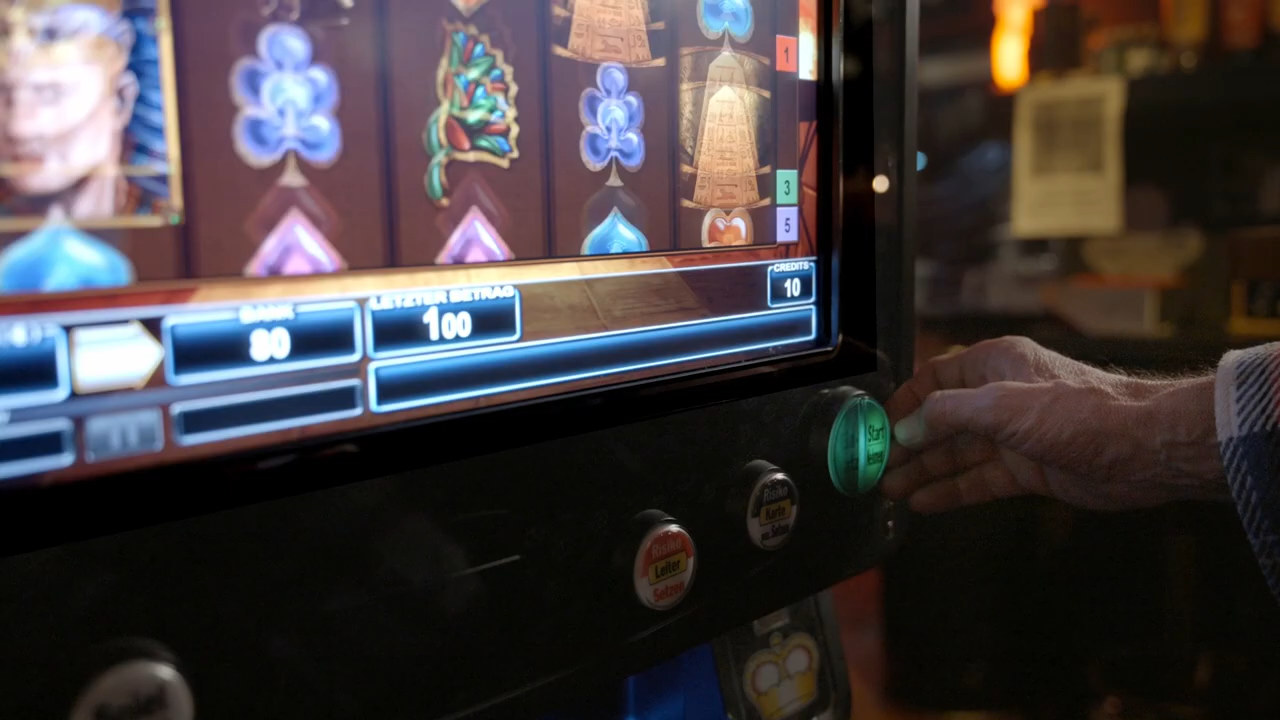 1
3
5
CREDITS
10
BANK
80
LETZTER BETRAG
100
Start
Risiko
Karte
Risiko
Leiter
Setzen